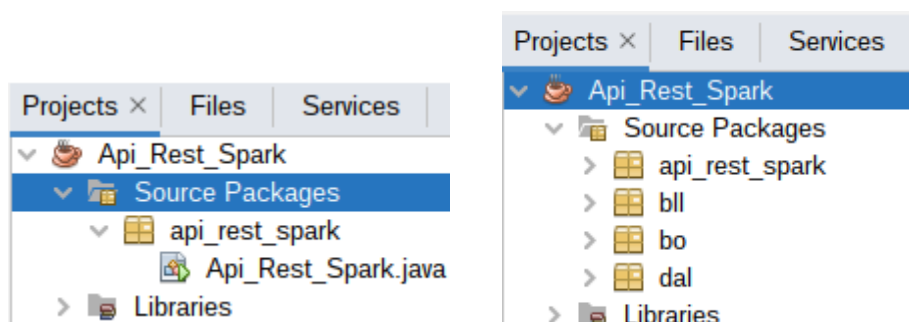 Projects × Files Services
Api_Rest_Spark
Source Packages
api_rest_spark
Api_Rest_Spark.java
Libraries
Projects × Files Services
Api_Rest_Spark
Source Packages
api_rest_spark
bll
bo
dal
Libraries